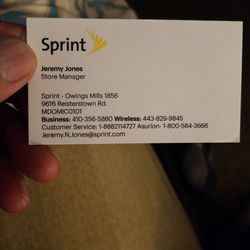 Sprint
Jeremy Jones
Store Manager
Sprint - Owings Mills 1856
9616 Reisterstown Rd.
MDOMIC0101
Business: 410-356-5880 Wireless: 443-829-9845
Customer Service: 1-8882114727 Asurion- 1-800-584-3666
Jeremy.N.Jones@sprint.com